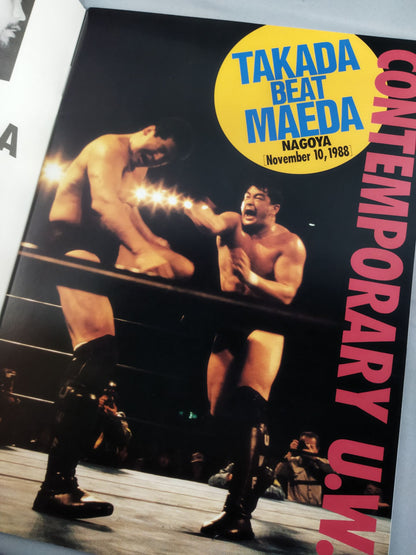 A
TAKADA
BEAT
MAEDA
NAGOYA
[November 10, 1988]
CONTEMPORARY U.W.